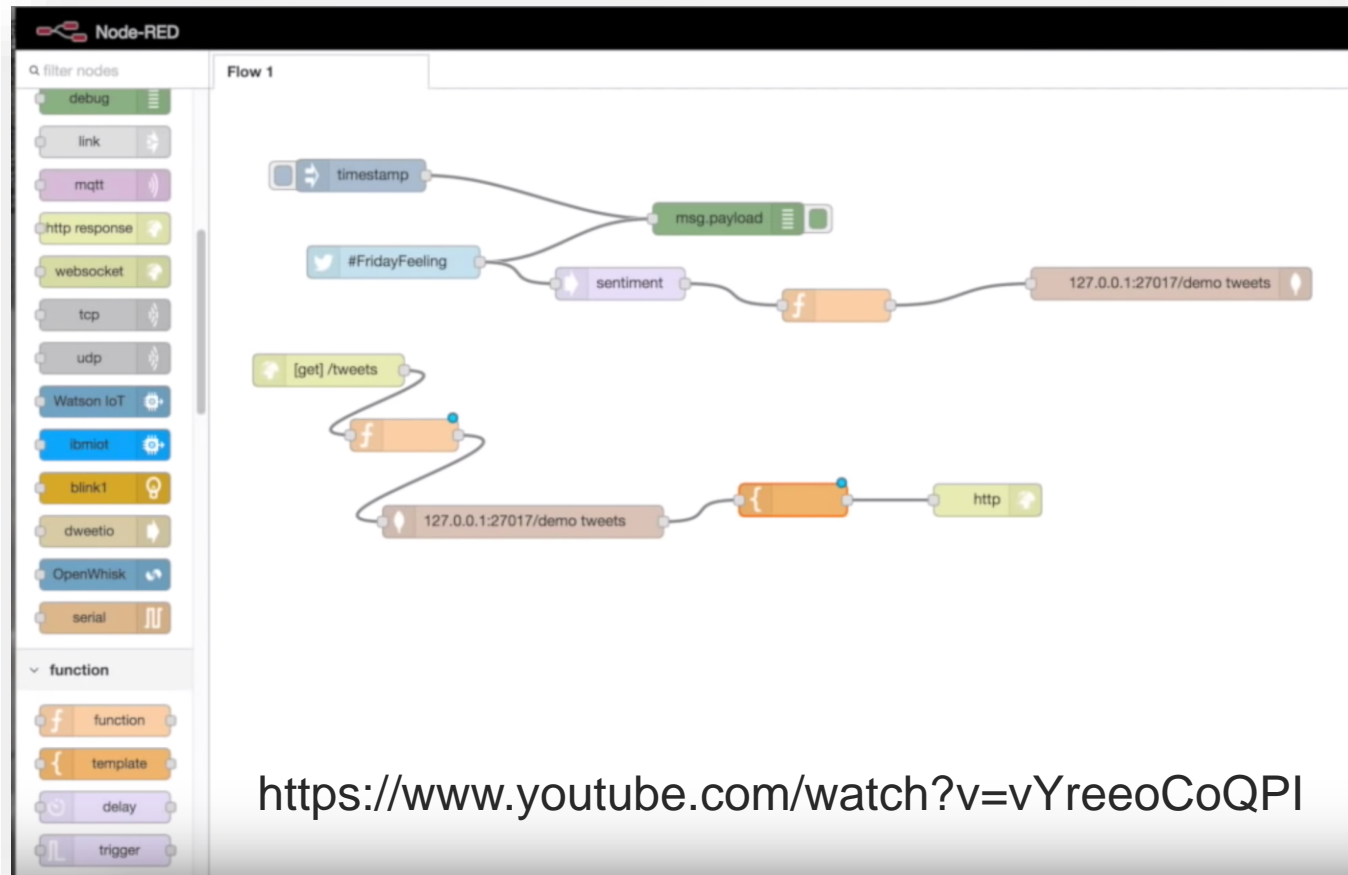 Node-RED
filter nodes
Flow 1
debug
link
mqtt
http response
websocket
tcp
udp
Watson IoT
ibmiot
blink1
dweetio
OpenWhisk
serial
function
function
template
delay
trigger
timestamp
msg.payload
#FridayFeeling
sentiment
127.0.0.1:27017/demo tweets
[get] /tweets
127.0.0.1:27017/demo tweets
http
https://www.youtube.com/watch?v=vYreeoCoQPI